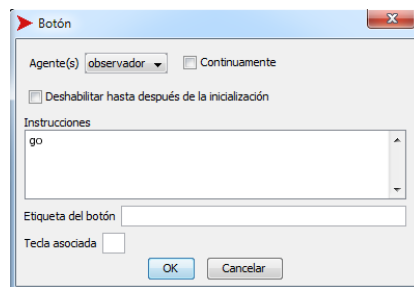 Botón
Agente(s) observador Continuamente
Deshabilitar hasta después de la inicialización
Instrucciones
go
Etiqueta del botón
Tecla asociada
OK Cancelar